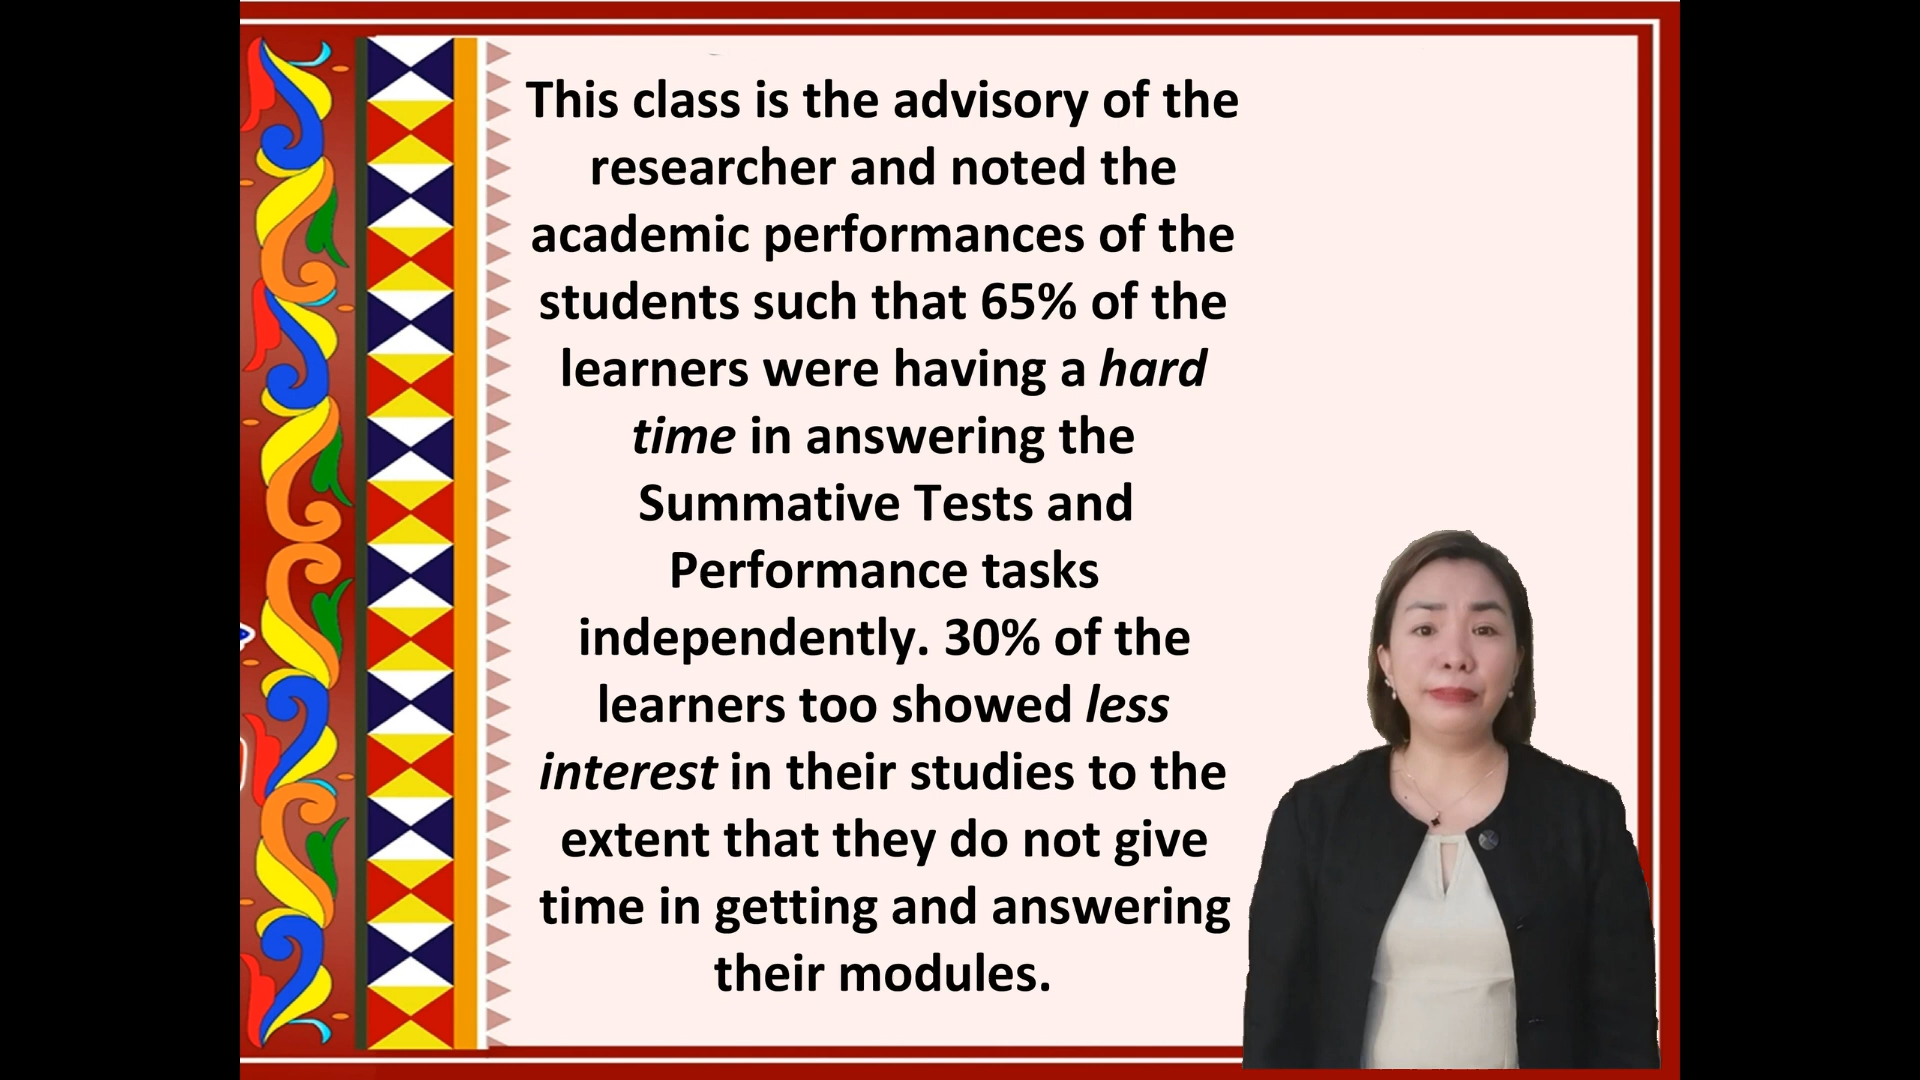 This class is the advisory of the
researcher and noted the
academic performances of the
students such that 65% of the
learners were having a hard
time in answering the
Summative Tests and
Performance tasks
independently. 30% of the
learners too showed less
interest in their studies to the
extent that they do not give
time in getting and answering
their modules.